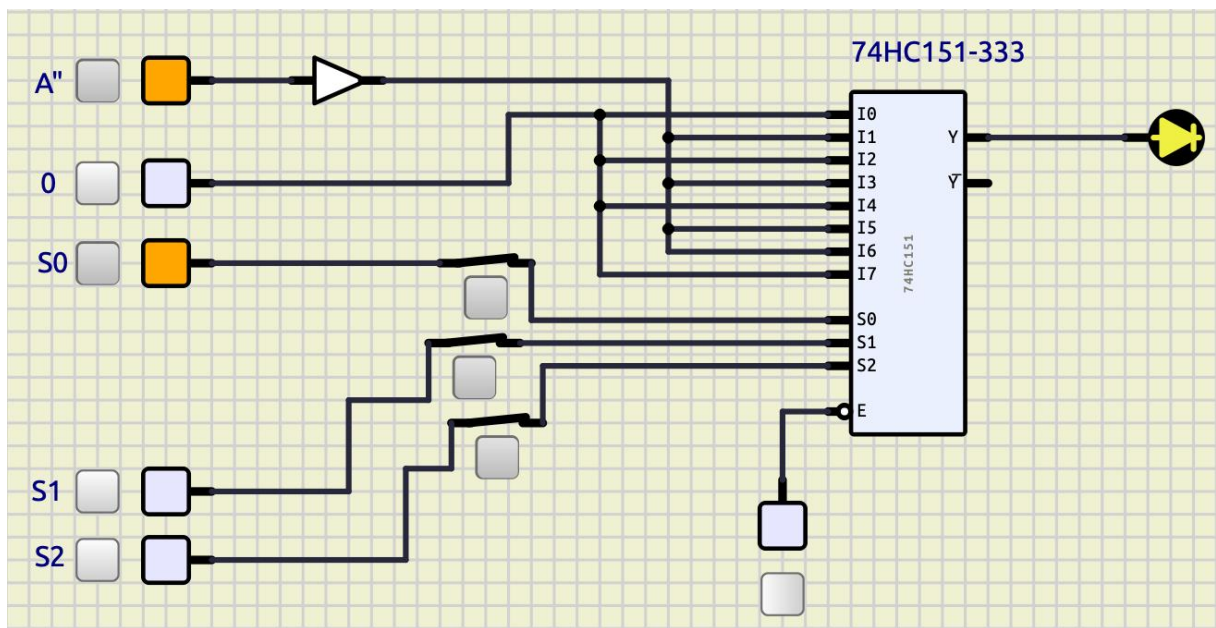 74HC151-333
A"
0
S0
S1
S2
I0
I1
I2
I3
I4
I5
I6
I7
S0
S1
S2
E
Y
Y̅
74HC151